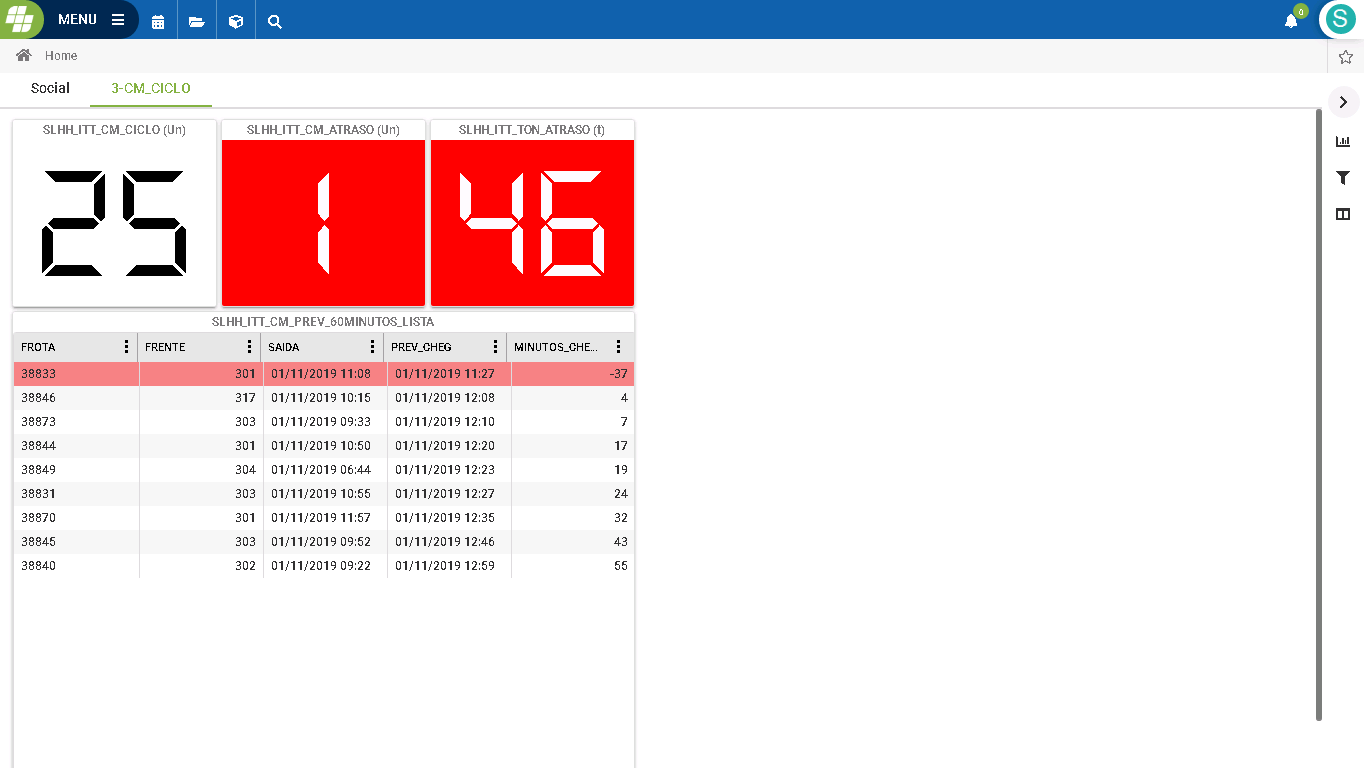 MENU
0
S
Home
Social 3-CM_CICLO
SLHH_ITT_CM_CICLO (Un) SLHH_ITT_CM_ATRASO (Un) SLHH_ITT_TON_ATRASO (t)
25 1 46
SLHH_ITT_CM_PREV_60MINUTOS_LISTA
FROTA FRENTE SAIDA PREV_CHEG MINUTOS_CHE...
38833 301 01/11/2019 11:08 01/11/2019 11:27 -37
38846 317 01/11/2019 10:15 01/11/2019 12:08 4
38873 303 01/11/2019 09:33 01/11/2019 12:10 7
38844 301 01/11/2019 10:50 01/11/2019 12:20 17
38849 304 01/11/2019 06:44 01/11/2019 12:23 19
38831 303 01/11/2019 10:55 01/11/2019 12:27 24
38870 301 01/11/2019 11:57 01/11/2019 12:35 32
38845 303 01/11/2019 09:52 01/11/2019 12:46 43
38840 302 01/11/2019 09:22 01/11/2019 12:59 55